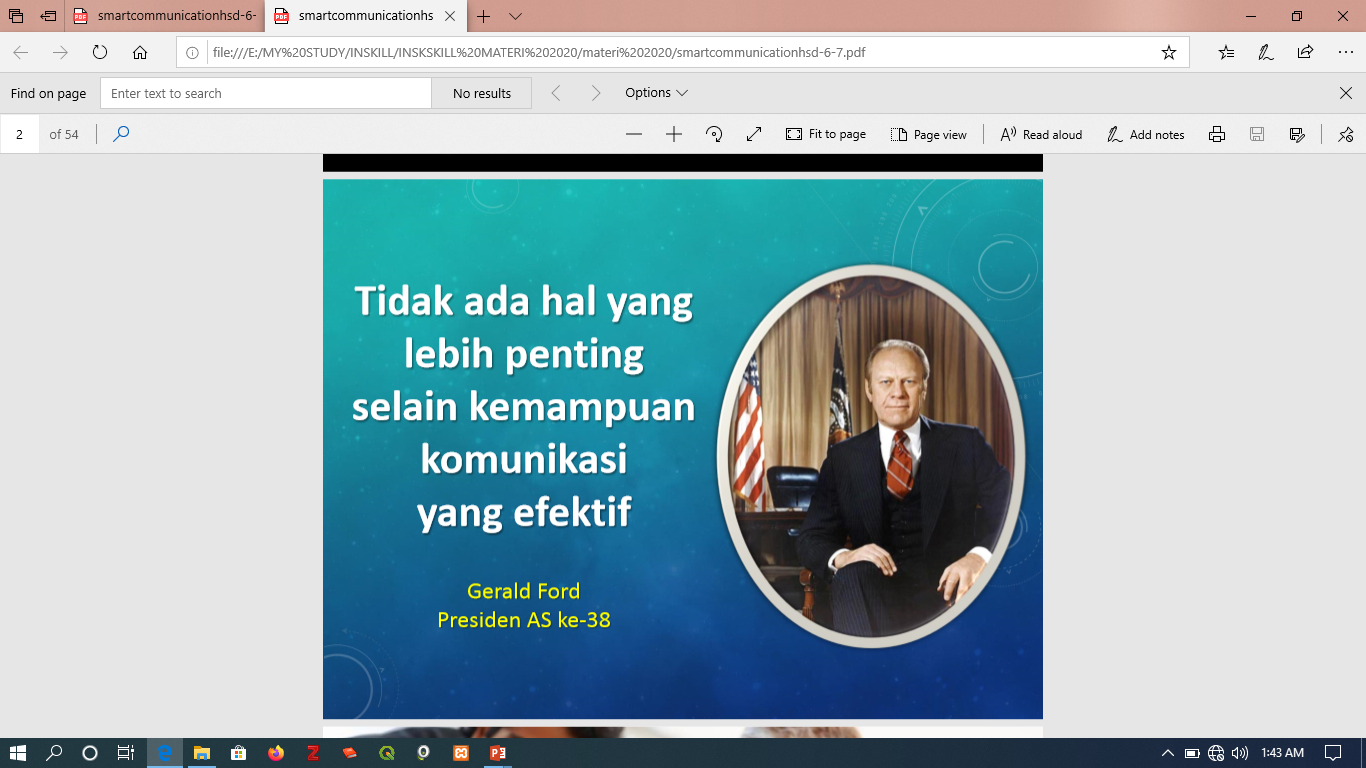 smartcommunicationhsd-6-
smartcommunicationhs
file:///E:/MY%20STUDY/INSKILL/INSKSKILL%20MATERI%202020/materi%202020/smartcommunicationhsd-6-7.pdf
Find on page
Enter text to search
No results
Options
2 of 54
Fit to page
Page view
Read aloud
Add notes
Tidak ada hal yang
lebih penting
selain kemampuan
komunikasi
yang efektif
Gerald Ford
Presiden AS ke-38
1:43 AM